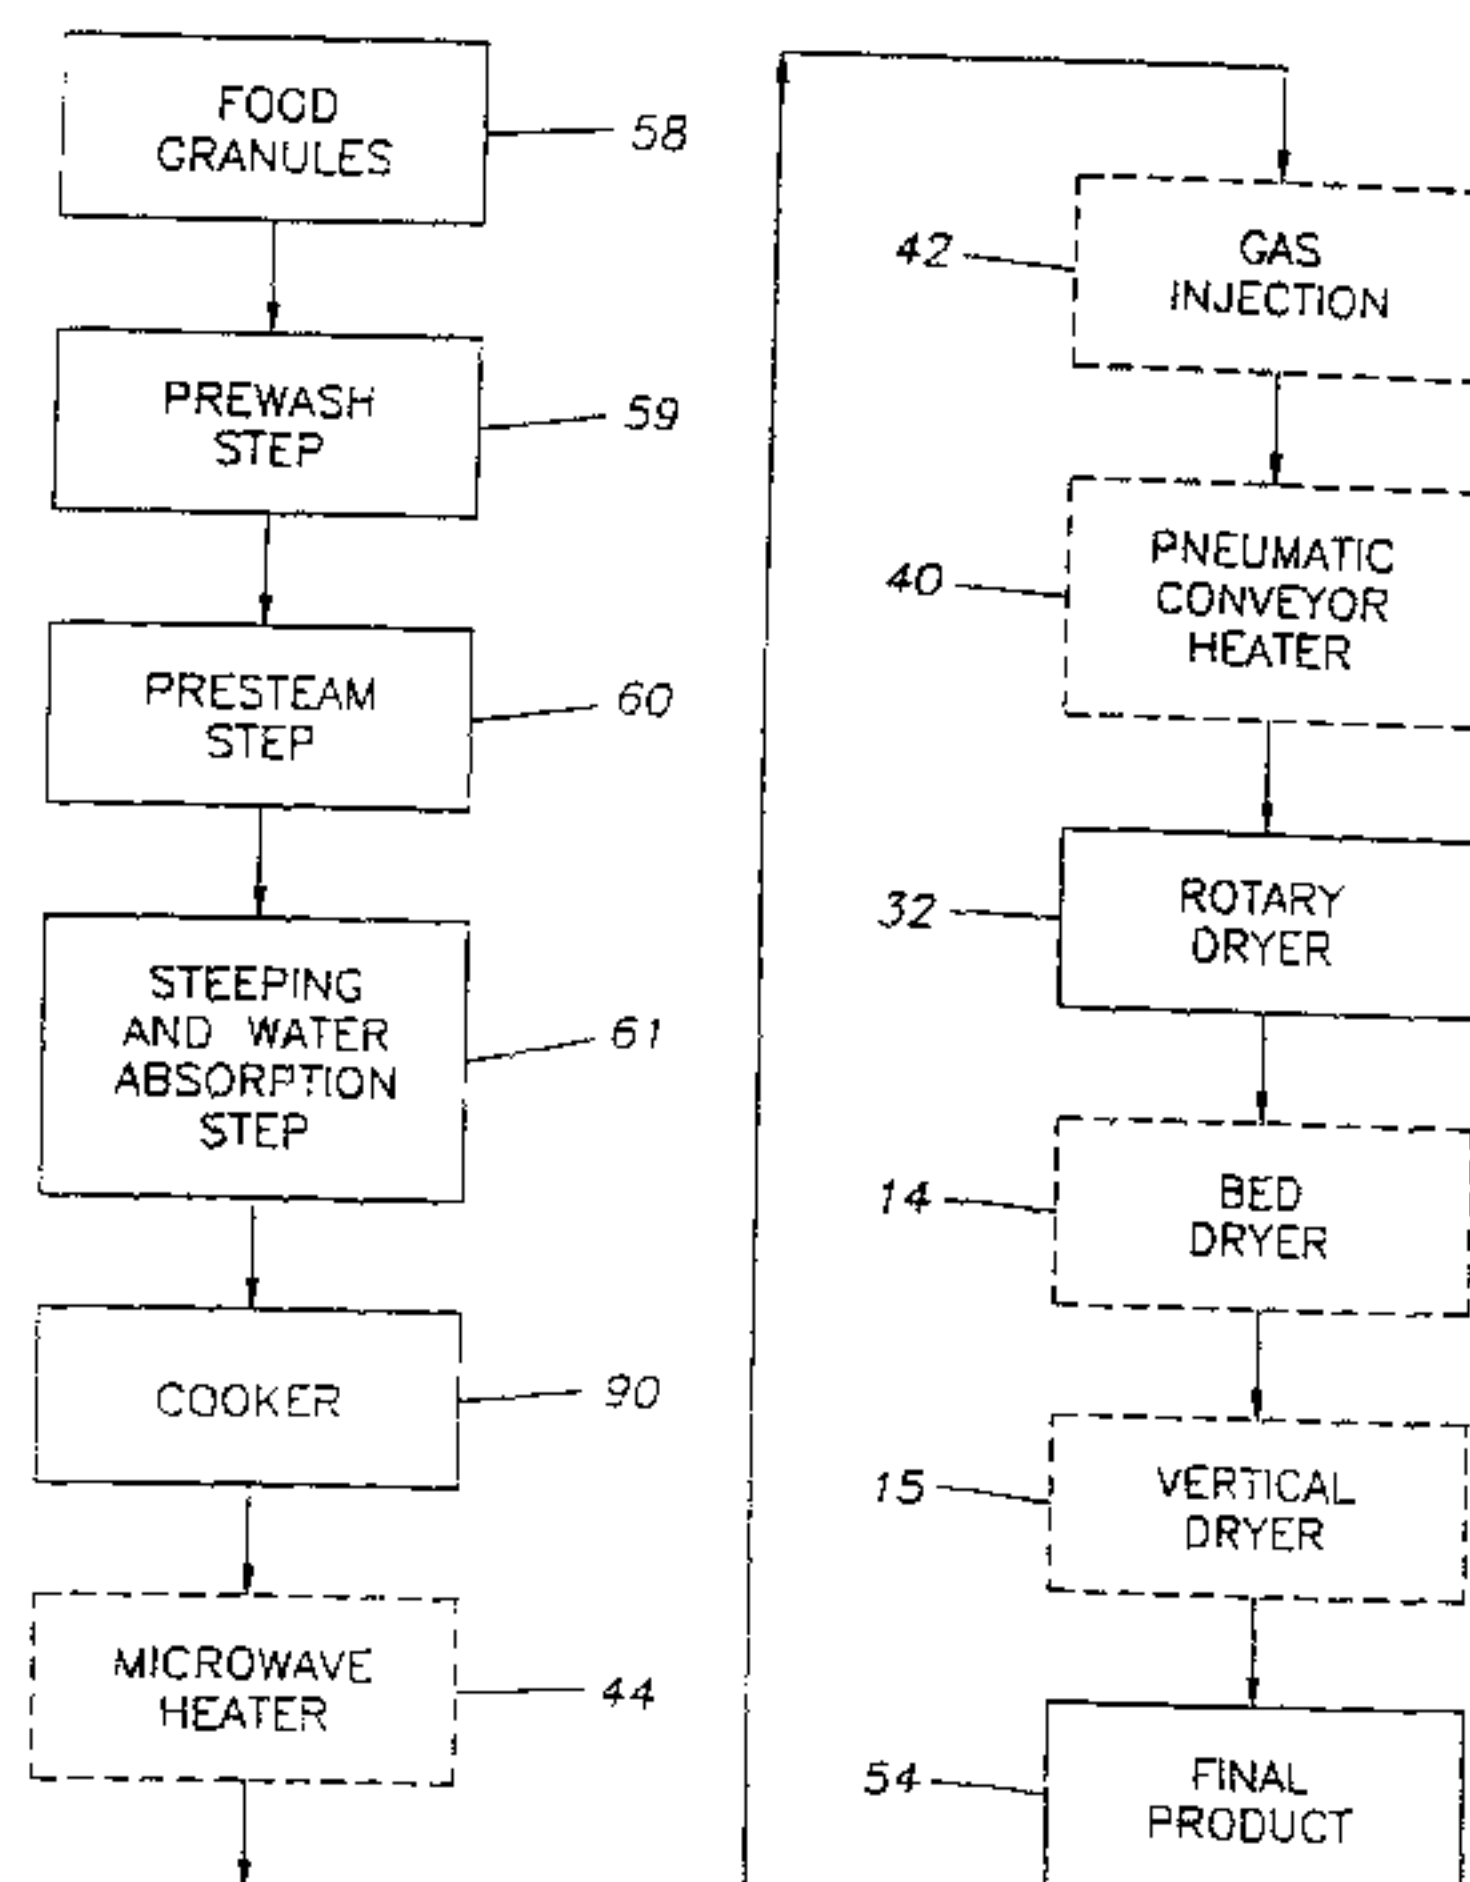 FOOD
GRANULES
58
PREWASH
STEP
59
PRESTEAM
STEP
60
STEEPING
AND WATER
ABSORPTION
STEP
61
COOKER
90
MICROWAVE
HEATER
44
42
GAS
INJECTION
40
PNEUMATIC
CONVEYOR
HEATER
32
ROTARY
DRYER
14
BED
DRYER
15
VERTICAL
DRYER
54
FINAL
PRODUCT